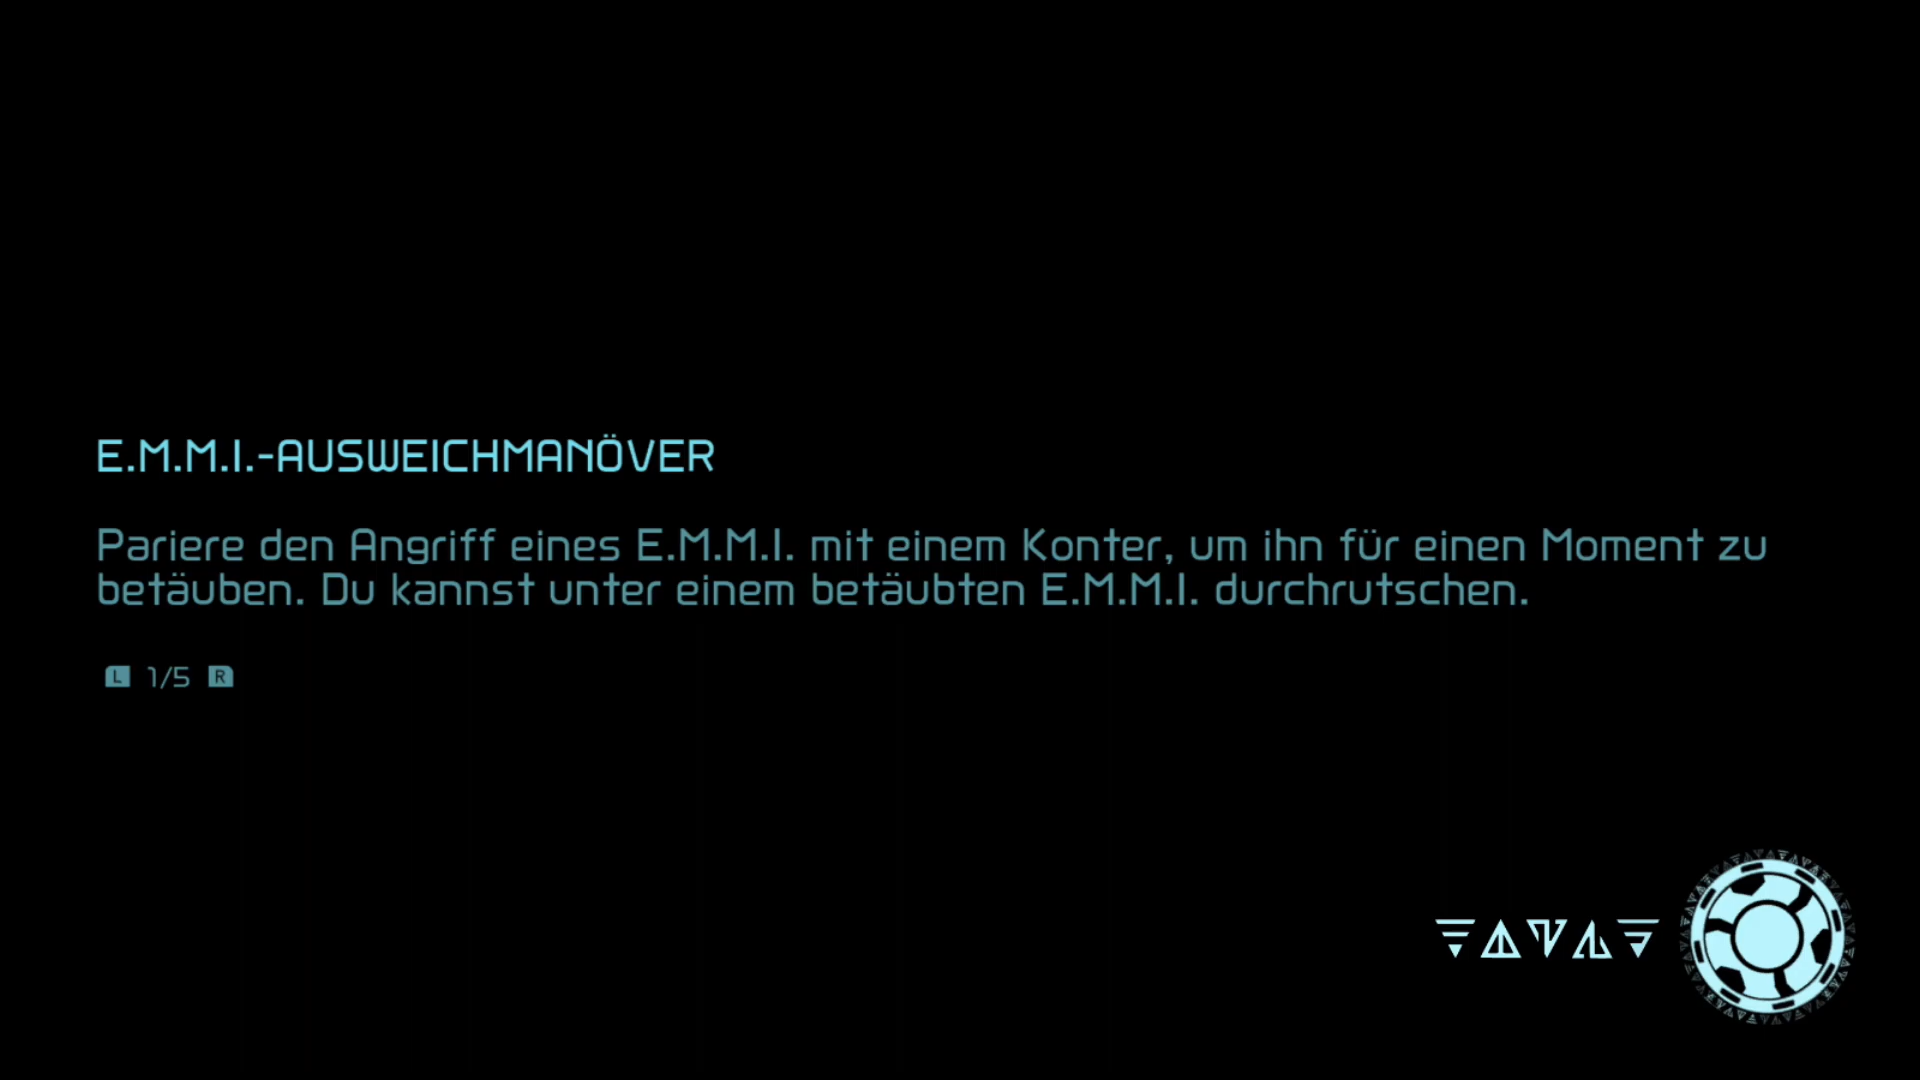 E.M.M.I.-AUSWEICHMANÖVER
Pariere den Angriff eines E.M.M.I. mit einem Konter, um ihn für einen Moment zu
betäuben. Du kannst unter einem betäubten E.M.M.I. durchrutschen.
L 1/5 R